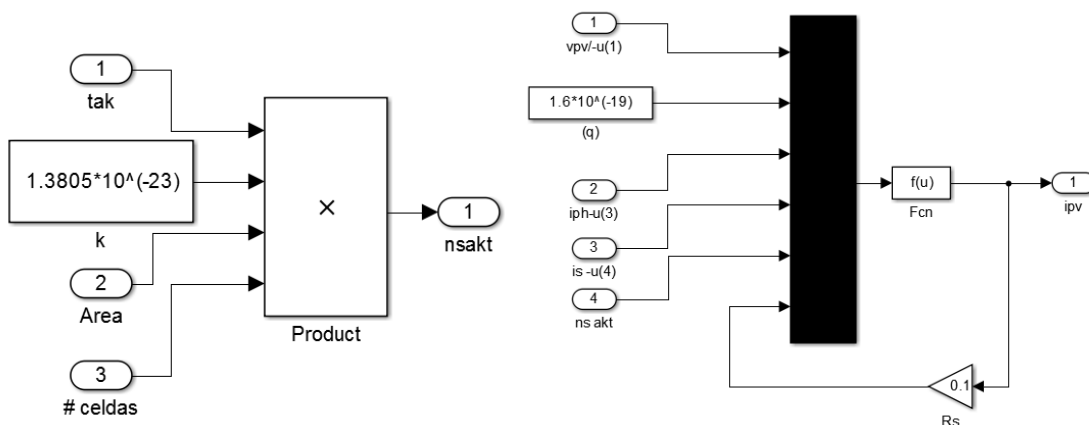 1
tak
1.3805*10^(-23)
k
2
Area
3
# celdas
×
Product
1
nsakt
1
vpv/-u(1)
1.6*10^(-19)
(q)
2
iph-u(3)
3
is -u(4)
4
ns akt
f(u)
Fcn
1
ipv
0.1
Rs